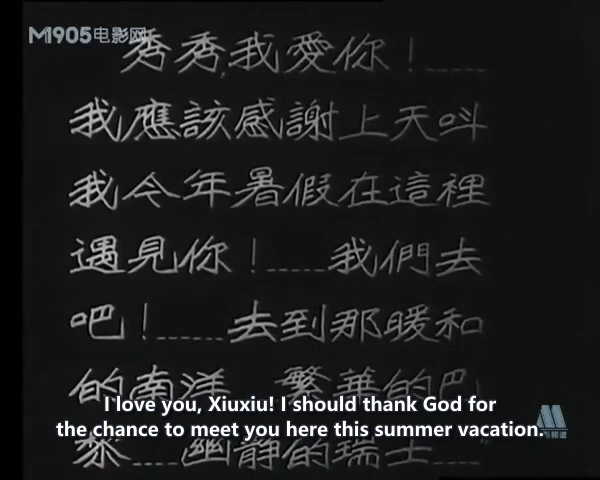 M1905电影网
秀秀,我愛你!……
我應該感謝上天叫
我今年暑假在這裡
遇見你!……我們去
吧!……去到那暖和
的南洋 繁華的巴
黎……幽静的瑞士……
I love you, Xiuxiu! I should thank God for
the chance to meet you here this summer vacation.